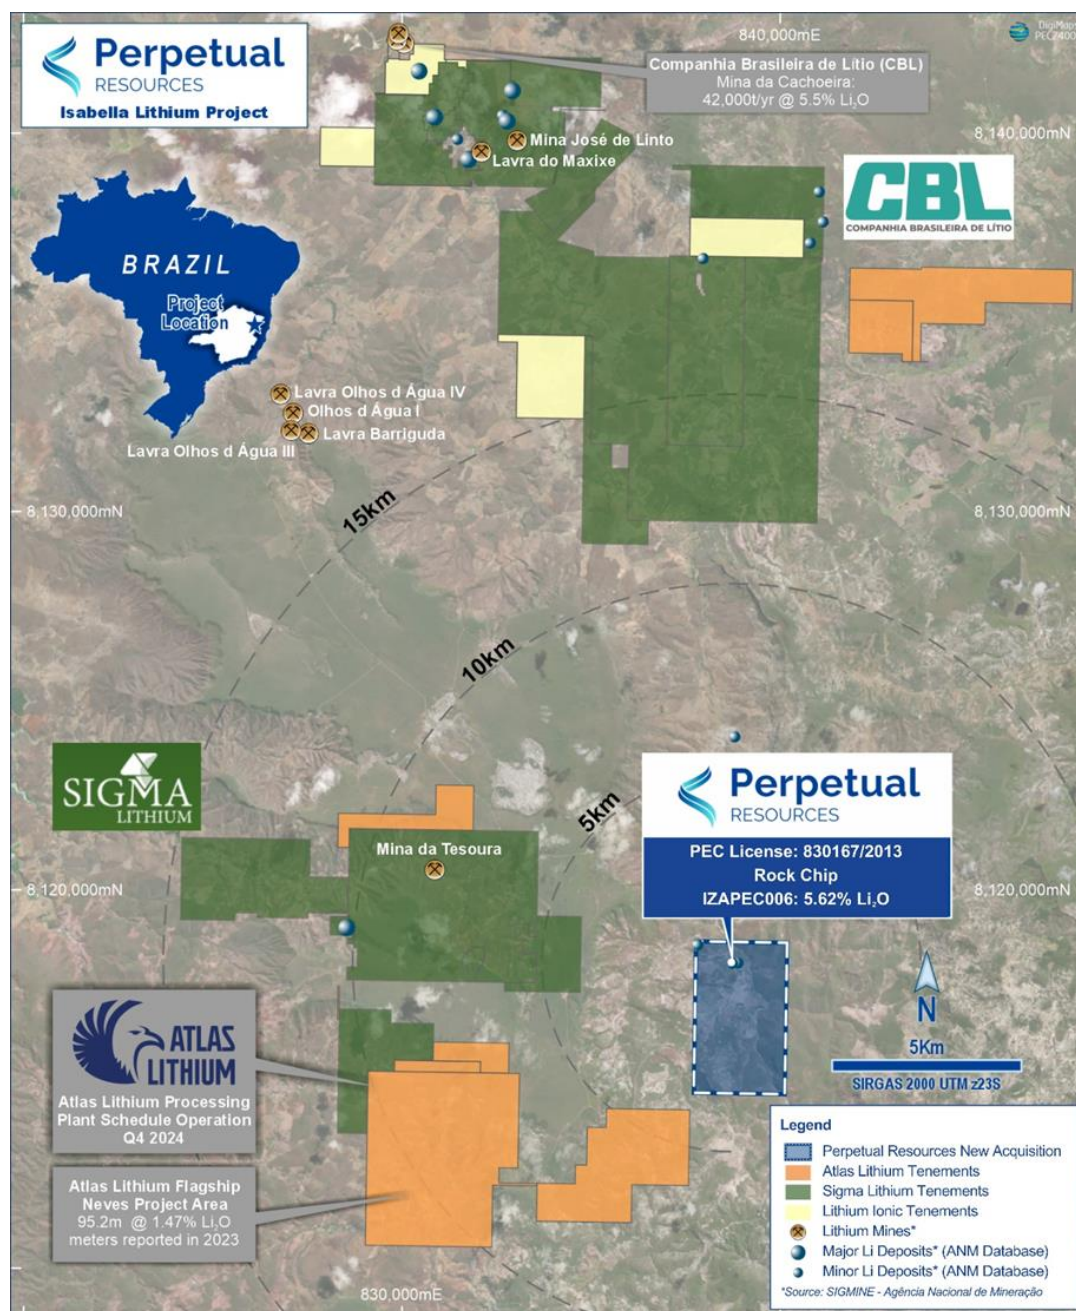 Perpetual
RESOURCES
Isabella Lithium Project
840,000mE
DigiMaps
PECZ400
Companhia Brasileira de Lítio (CBL)
Mina da Cachoeira:
42,000t/yr @ 5.5% Li₂O
8,140,000mN
8,140,000mN
Mina José de Linto
Lavra do Maxixe
CBL
COMPANHIA BRASILEIRA DE LÍTIO
BRAZIL
Project
Location
Lavra Olhos d Água IV
Olhos d Água I
Lavra Barriguda
Lavra Olhos d Água III
15km
8,130,000mN
8,130,000mN
10km
SIGMA
LITHIUM
5km
Perpetual
RESOURCES
PEC License: 830167/2013
Rock Chip
IZAPEC006: 5.62% Li₂O
Mina da Tesoura
8,120,000mN
8,120,000mN
N
5Km
SIRGAS 2000 UTM z23S
ATLAS
LITHIUM
Atlas Lithium Processing
Plant Schedule Operation
Q4 2024
Atlas Lithium Flagship
Neves Project Area
95.2m @ 1.47% Li₂O
meters reported in 2023
830,000mE
Legend
Perpetual Resources New Acquisition
Atlas Lithium Tenements
Sigma Lithium Tenements
Lithium Ionic Tenements
Lithium Mines*
Major Li Deposits* (ANM Database)
Minor Li Deposits* (ANM Database)
*Source: SIGMINE - Agência Nacional de Mineração